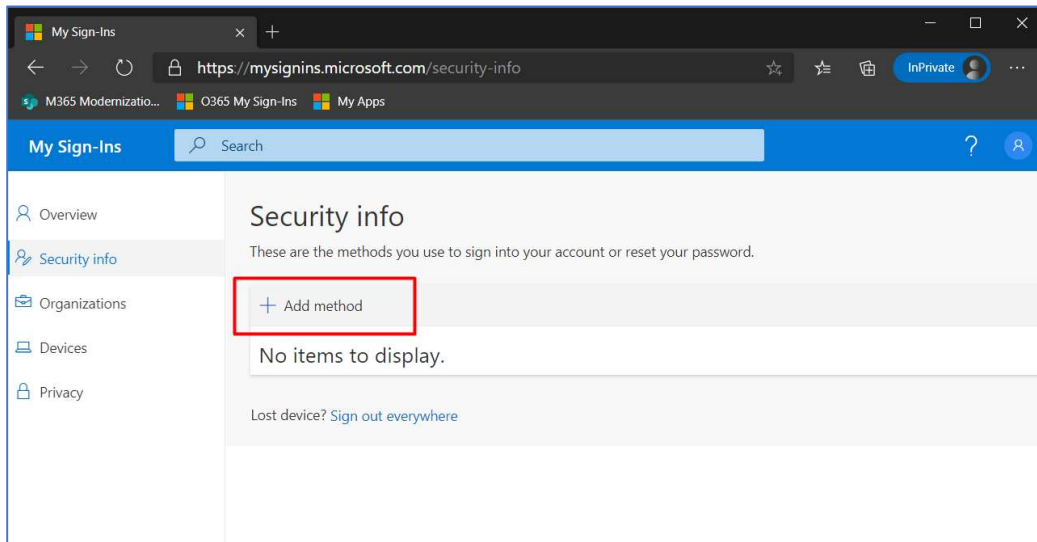 My Sign-Ins
https://mysignins.microsoft.com/security-info
InPrivate
M365 Modernizatio...
O365 My Sign-Ins
My Apps
My Sign-Ins
Search
?
Overview
Security info
Organizations
Devices
Privacy
Security info
These are the methods you use to sign into your account or reset your password.
+ Add method
No items to display.
Lost device? Sign out everywhere